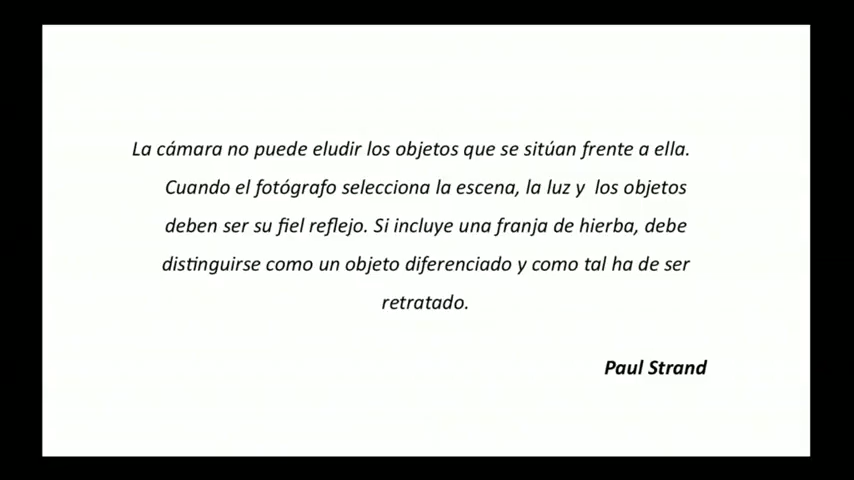 La cámara no puede eludir los objetos que se sitúan frente a ella.
Cuando el fotógrafo selecciona la escena, la luz y los objetos
deben ser su fiel reflejo. Si incluye una franja de hierba, debe
distinguirse como un objeto diferenciado y como tal ha de ser
retratado.
Paul Strand